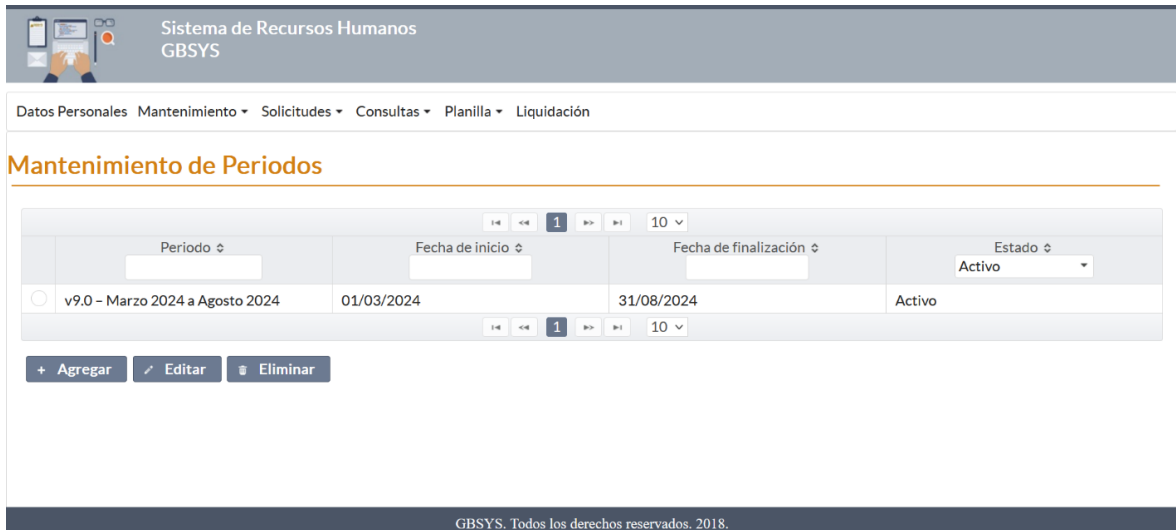 Sistema de Recursos Humanos
GBSYS
Datos Personales Mantenimiento Solicitudes Consultas Planilla Liquidación
Mantenimiento de Periodos
1 10
Periodo Fecha de inicio Fecha de finalización Estado
Activo
v9.0 – Marzo 2024 a Agosto 2024 01/03/2024 31/08/2024 Activo
1 10
+ Agregar Editar Eliminar
GBSYS. Todos los derechos reservados. 2018.